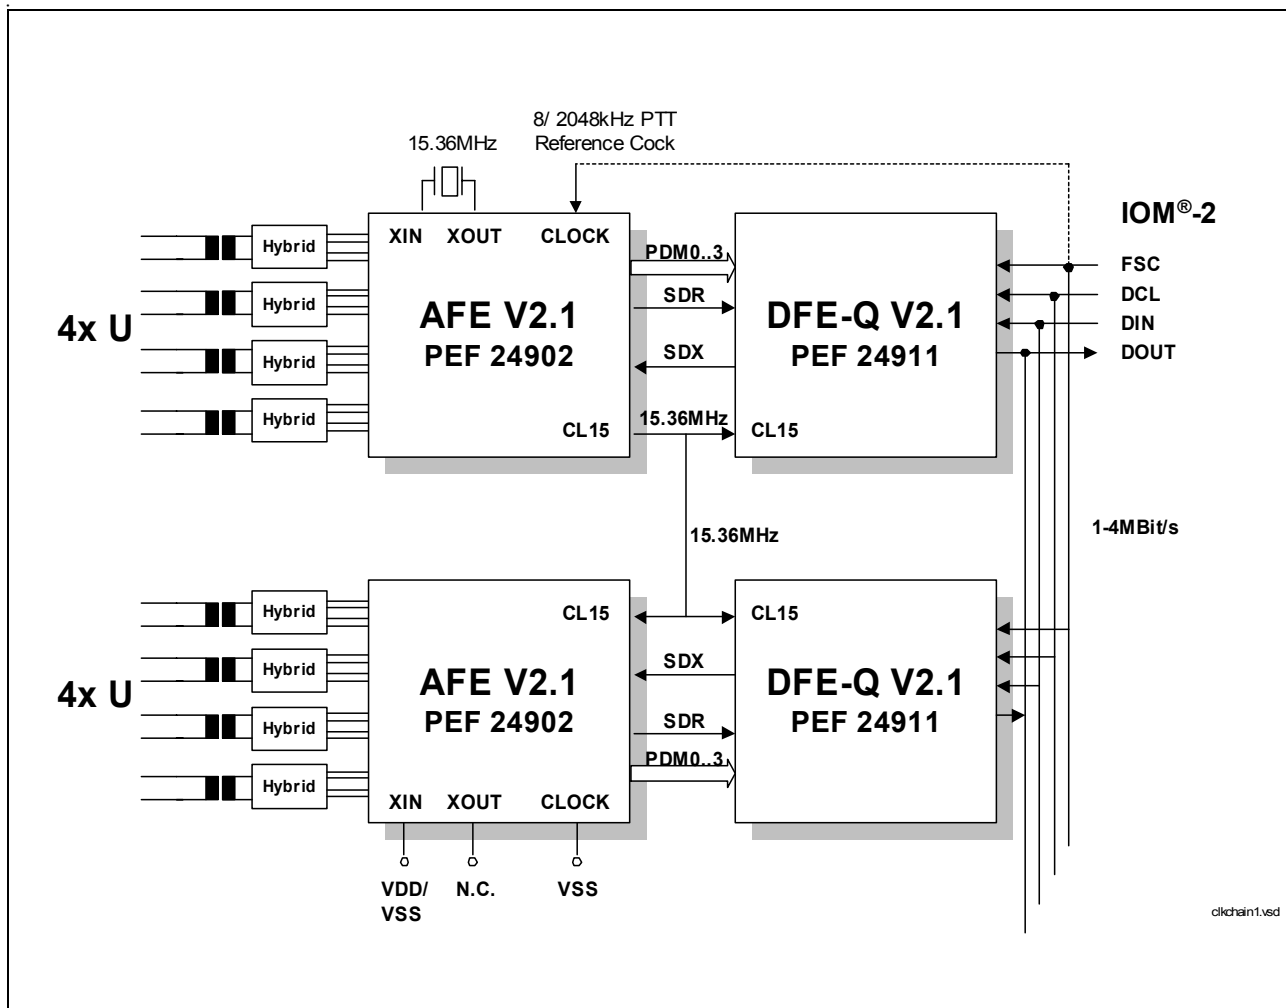 8/ 2048kHz PTT
Reference Cock
15.36MHz
IOM®-2
XIN XOUT CLOCK
Hybrid
PDM0..3
FSC
SDR
DCL
Hybrid
AFE V2.1
DFE-Q V2.1
DIN
4x U
PEF 24902
PEF 24911
SDX
DOUT
Hybrid
Hybrid
15.36MHz
CL15
CL15
1-4MBit/s
15.36MHz
Hybrid
CL15
CL15
Hybrid
SDX
AFE V2.1
DFE-Q V2.1
4x U
PEF 24902
PEF 24911
SDR
Hybrid
PDM0..3
Hybrid
XIN XOUT CLOCK
VDD/
VSS
N.C.
VSS
clkchain1.vsd